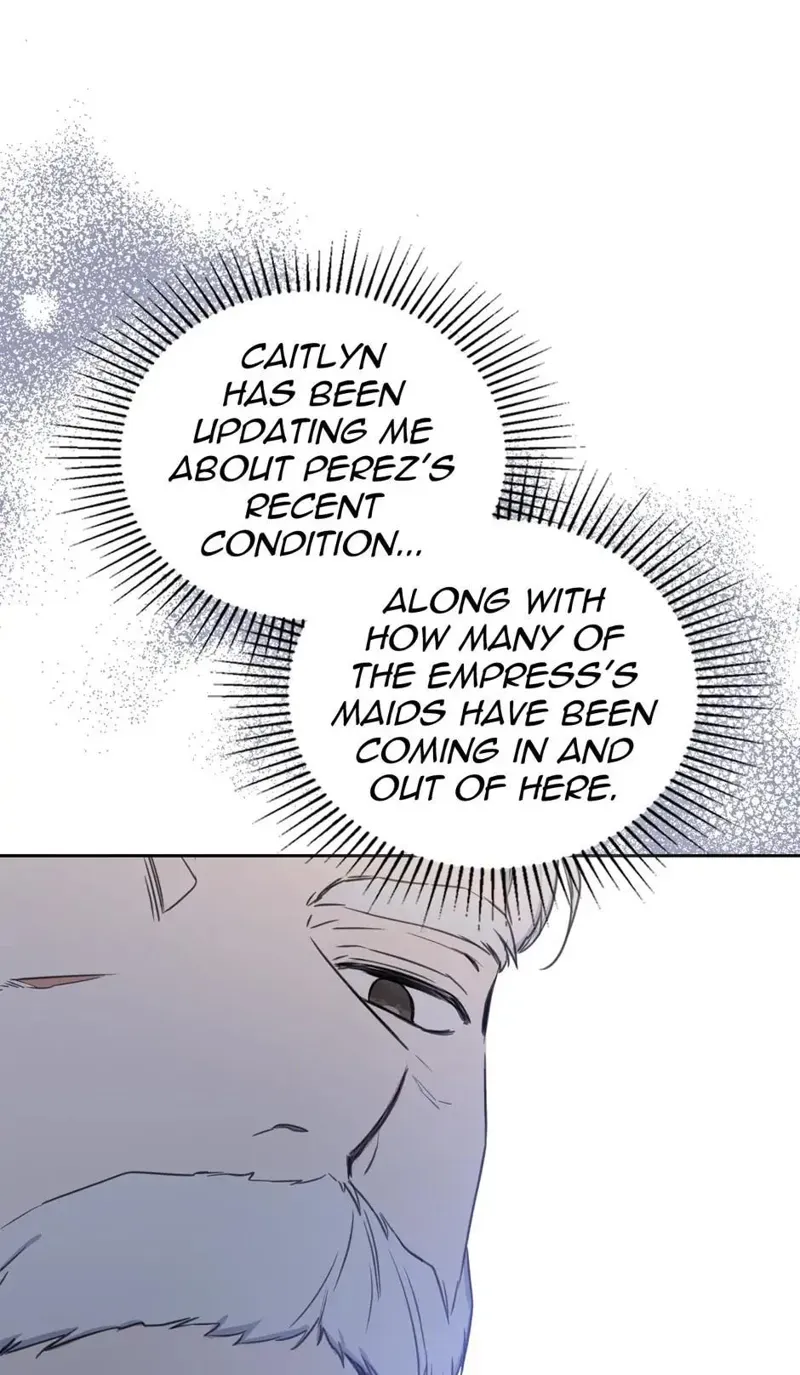 CAITLYN
HAS BEEN
UPDATING ME
ABOUT PEREZ'S
RECENT
CONDITION...
ALONG WITH
HOW MANY OF
THE EMPRESS'S
MAIDS HAVE BEEN
COMING IN AND
OUT OF HERE.